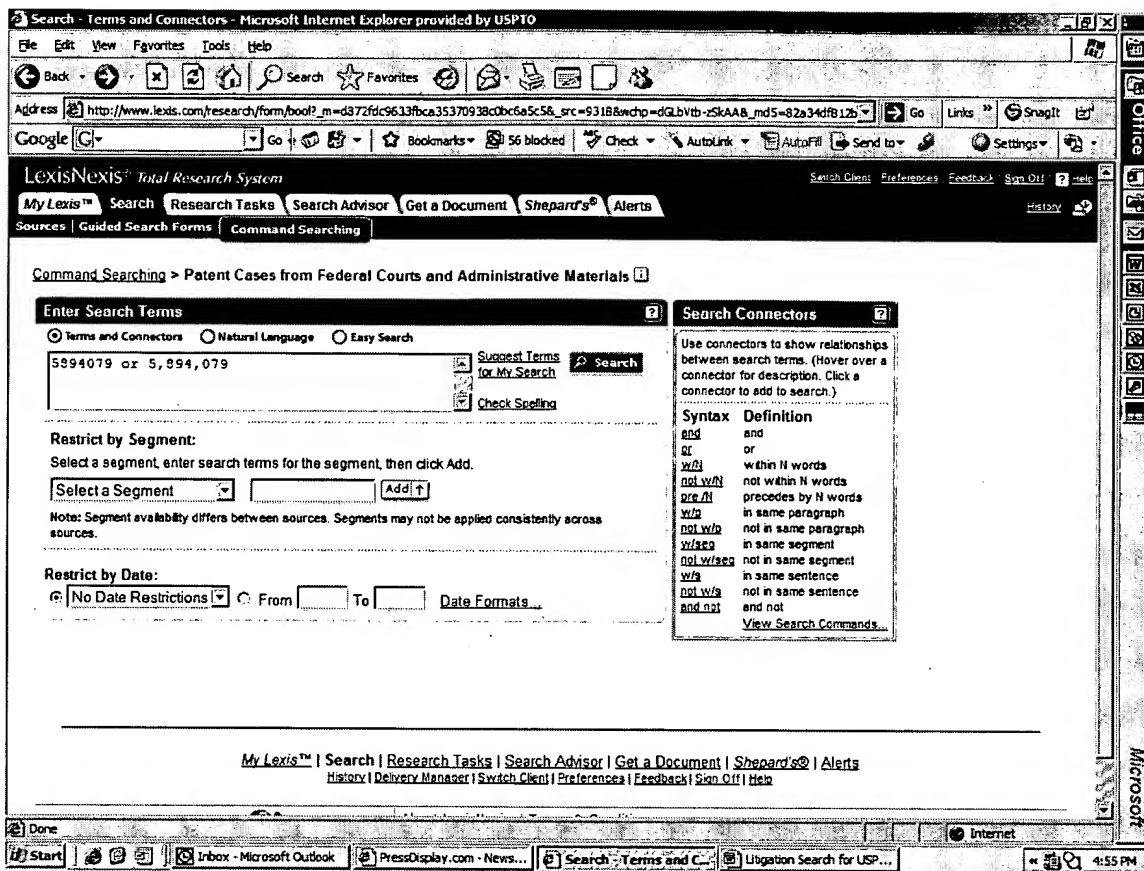 Search - Terms and Connectors - Microsoft Internet Explorer provided by USPTO
File Edit View Favorites Tools Help
Back Search Favorites
Address http://www.lexis.com/research/form/bool?_m=d372fdc9633fbca35370938c0bc6a5c5&_src=9318&wchp=dGLbVtb-zSkAA&_md5=82a34df812b Go Links » SnagIt
Google G Go Bookmarks 56 blocked Check AutoLink AutoFill Send to Settings
LexisNexis® Total Research System Switch Client Preferences Feedback Sign Off ? Help
My Lexis™ Search Research Tasks Search Advisor Get a Document Shepard's® Alerts History
Sources | Guided Search Forms | Command Searching
Command Searching > Patent Cases from Federal Courts and Administrative Materials i
Enter Search Terms ?
Terms and Connectors Natural Language Easy Search
5894079 or 5,894,079
Suggest Terms for My Search
Search
Check Spelling
Restrict by Segment:
Select a segment, enter search terms for the segment, then click Add.
Select a Segment Add
Note: Segment availability differs between sources. Segments may not be applied consistently across
sources.
Restrict by Date:
No Date Restrictions From To Date Formats...
Search Connectors ?
Use connectors to show relationships
between search terms. (Hover over a
connector for description. Click a
connector to add to search.)
Syntax Definition
and and
or or
w/N within N words
not w/N not within N words
pre /N precedes by N words
w/p in same paragraph
not w/p not in same paragraph
w/seg in same segment
not w/seg not in same segment
w/s in same sentence
not w/s not in same sentence
and not and not
View Search Commands...
My Lexis™ | Search | Research Tasks | Search Advisor | Get a Document | Shepard's® | Alerts
History | Delivery Manager | Switch Client | Preferences | Feedback | Sign Off | Help
Done Internet
Start Inbox - Microsoft Outlook PressDisplay.com - News... Search - Terms and C... Litigation Search for USP... « 4:55 PM
Office
Microsoft